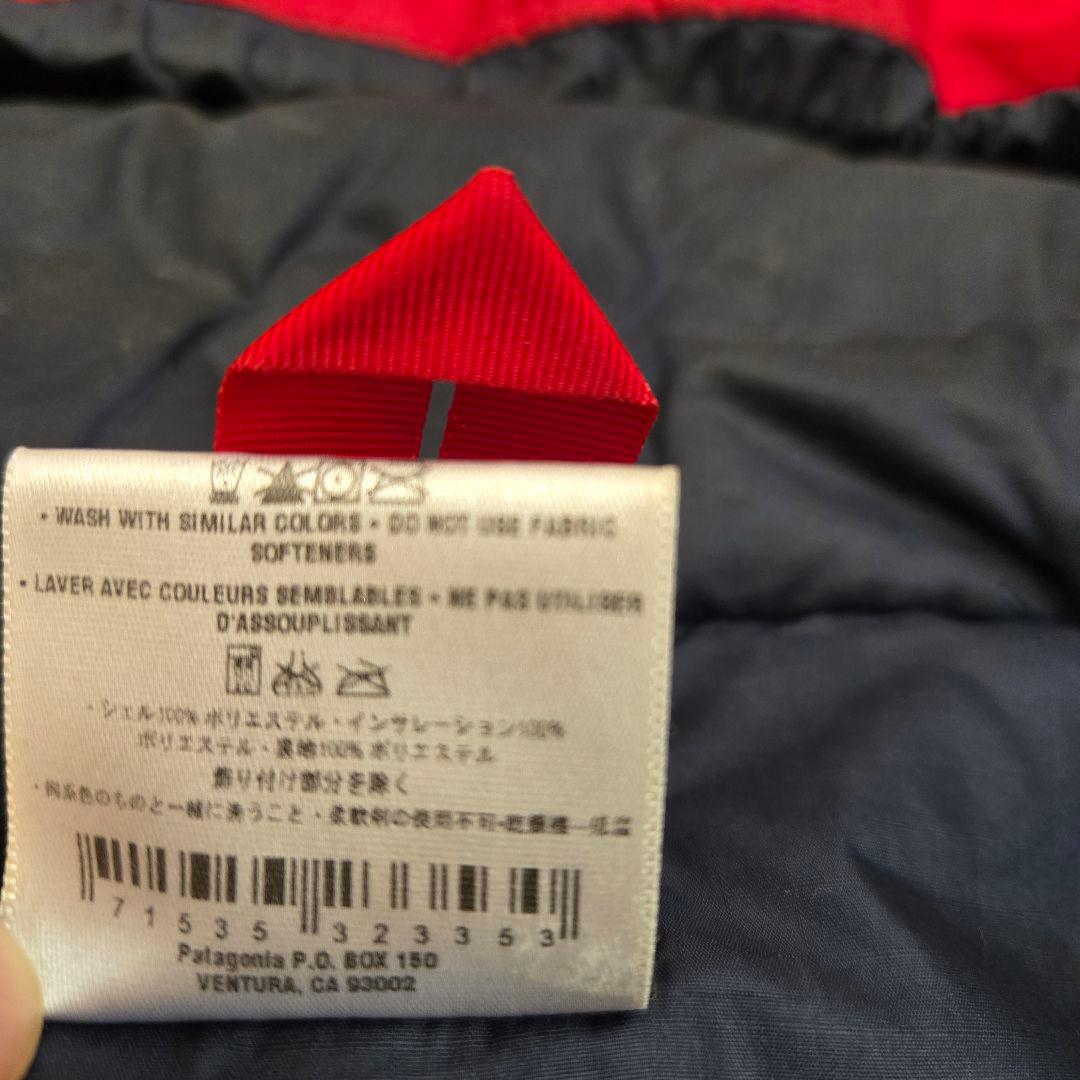 • WASH WITH SIMILAR COLORS • DO NOT USE FABRIC
SOFTENERS
• LAVER AVEC COULEURS SEMBLABLES • NE PAS UTILISER
D'ASSOUPLISSANT
・シェル100% ポリエステル・インサレーション100%
ポリエステル・裏地100% ポリエステル
飾り付け部分を除く
・同系色のものと一緒に洗うこと・柔軟剤の使用不可・乾燥機―低温
7 1535 32335 3
Patagonia P.O. BOX 150
VENTURA, CA 93002